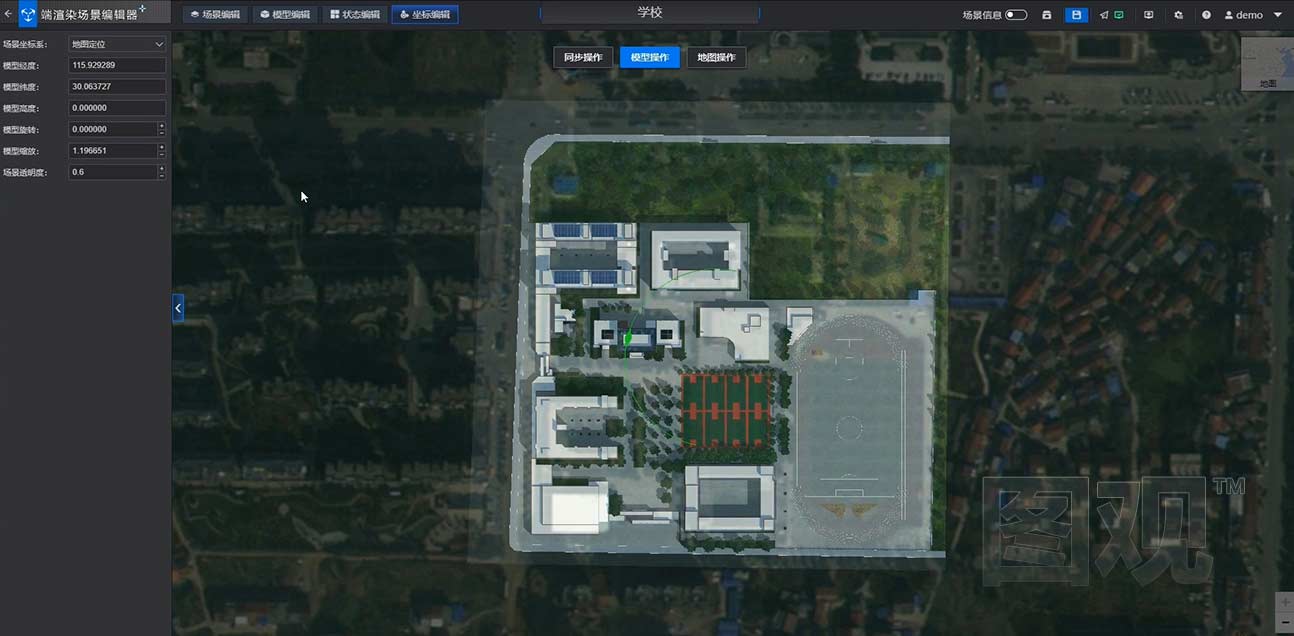 端渲染场景编辑器
场景编辑
模型编辑
状态编辑
坐标编辑
学校
场景信息
demo
场景坐标系: 地图定位
模型经度: 115.929289
模型纬度: 30.063727
模型高度: 0.000000
模型旋转: 0.000000
模型缩放: 1.196651
场景透明度: 0.6
同步操作
模型操作
地图操作
地图
图观™